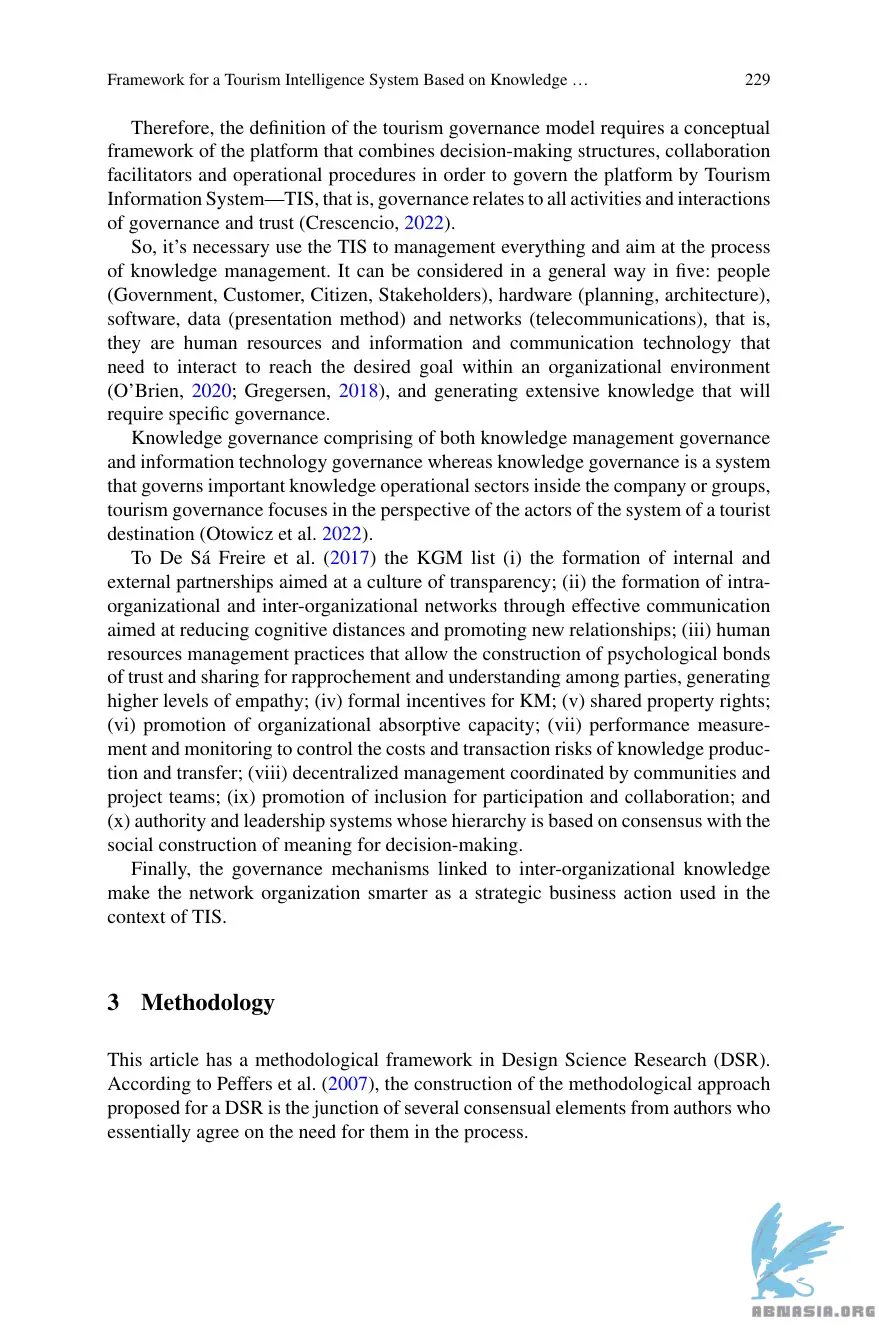 Framework for a Tourism Intelligence System Based on Knowledge … 229
Therefore, the definition of the tourism governance model requires a conceptual
framework of the platform that combines decision-making structures, collaboration
facilitators and operational procedures in order to govern the platform by Tourism
Information System—TIS, that is, governance relates to all activities and interactions
of governance and trust (Crescencio, 2022).
So, it's necessary use the TIS to management everything and aim at the process
of knowledge management. It can be considered in a general way in five: people
(Government, Customer, Citizen, Stakeholders), hardware (planning, architecture),
software, data (presentation method) and networks (telecommunications), that is,
they are human resources and information and communication technology that
need to interact to reach the desired goal within an organizational environment
(O'Brien, 2020; Gregersen, 2018), and generating extensive knowledge that will
require specific governance.
Knowledge governance comprising of both knowledge management governance
and information technology governance whereas knowledge governance is a system
that governs important knowledge operational sectors inside the company or groups,
tourism governance focuses in the perspective of the actors of the system of a tourist
destination (Otowicz et al. 2022).
To De Sá Freire et al. (2017) the KGM list (i) the formation of internal and
external partnerships aimed at a culture of transparency; (ii) the formation of intra-
organizational and inter-organizational networks through effective communication
aimed at reducing cognitive distances and promoting new relationships; (iii) human
resources management practices that allow the construction of psychological bonds
of trust and sharing for rapprochement and understanding among parties, generating
higher levels of empathy; (iv) formal incentives for KM; (v) shared property rights;
(vi) promotion of organizational absorptive capacity; (vii) performance measure-
ment and monitoring to control the costs and transaction risks of knowledge produc-
tion and transfer; (viii) decentralized management coordinated by communities and
project teams; (ix) promotion of inclusion for participation and collaboration; and
(x) authority and leadership systems whose hierarchy is based on consensus with the
social construction of meaning for decision-making.
Finally, the governance mechanisms linked to inter-organizational knowledge
make the network organization smarter as a strategic business action used in the
context of TIS.
3 Methodology
This article has a methodological framework in Design Science Research (DSR).
According to Peffers et al. (2007), the construction of the methodological approach
proposed for a DSR is the junction of several consensual elements from authors who
essentially agree on the need for them in the process.
ABNASIA.ORG